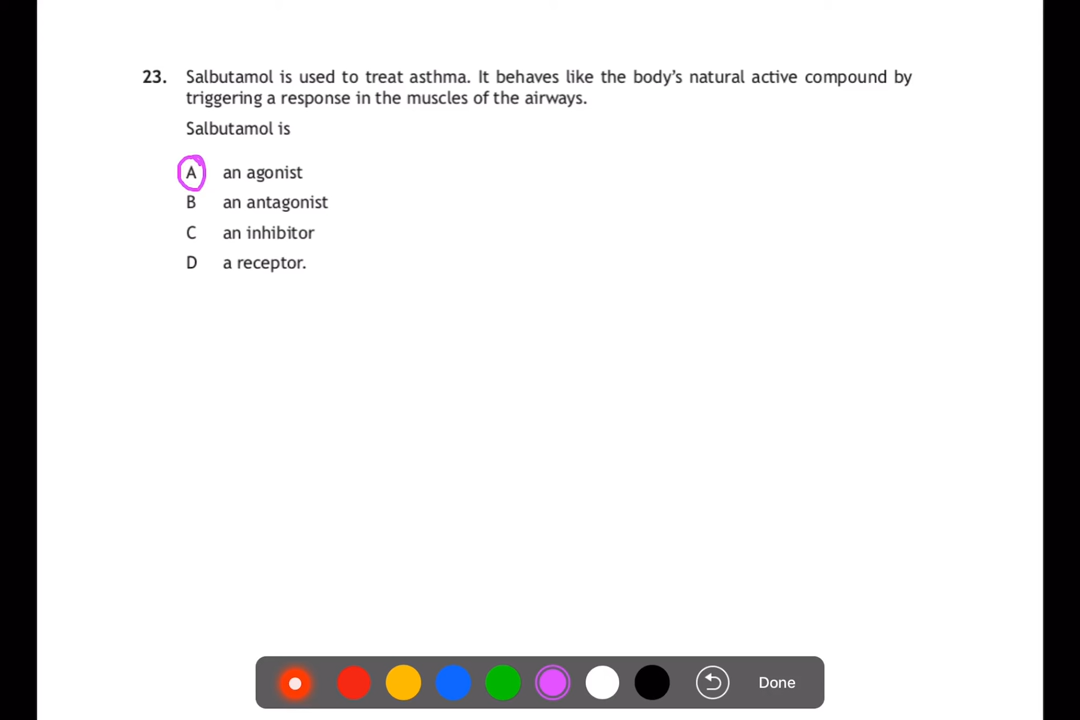 23. Salbutamol is used to treat asthma. It behaves like the body's natural active compound by
triggering a response in the muscles of the airways.
Salbutamol is
A an agonist
B an antagonist
C an inhibitor
D a receptor.
Done